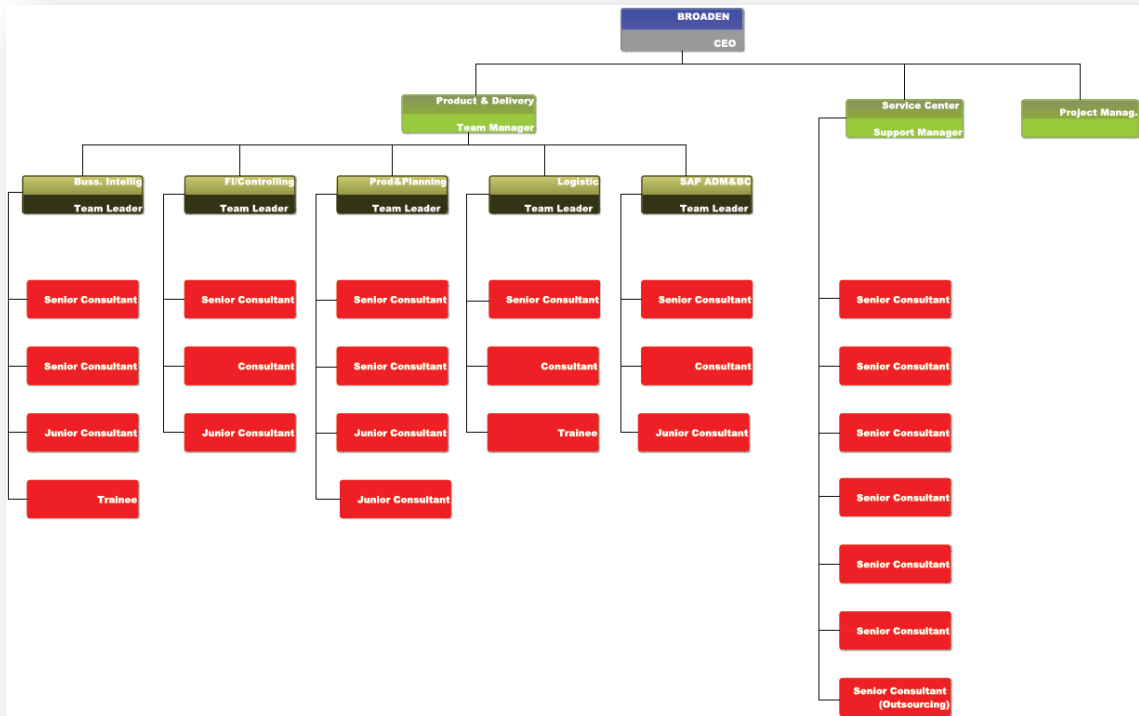 BROADEN
CEO
Product & Delivery
Team Manager
Service Center
Support Manager
Project Manag.
Buss. Intellig
Team Leader
FI/Controlling
Team Leader
Prod&Planning
Team Leader
Logistic
Team Leader
SAP ADM&BC
Team Leader
Senior Consultant
Senior Consultant
Junior Consultant
Trainee
Senior Consultant
Consultant
Junior Consultant
Senior Consultant
Senior Consultant
Junior Consultant
Junior Consultant
Senior Consultant
Consultant
Trainee
Senior Consultant
Consultant
Junior Consultant
Senior Consultant
Senior Consultant
Senior Consultant
Senior Consultant
Senior Consultant
Senior Consultant
Senior Consultant
(Outsourcing)